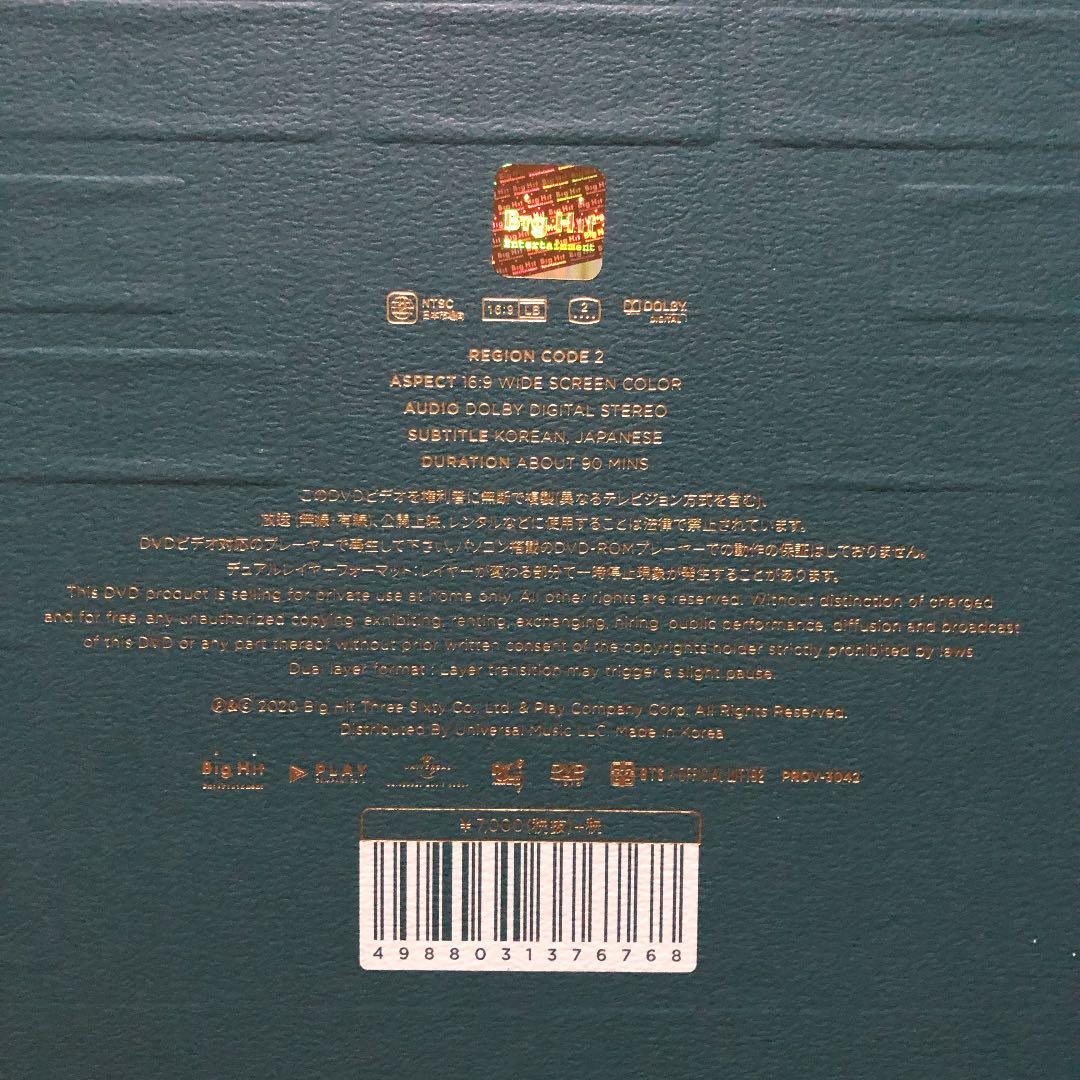 Big Hit
Entertainment
NTSC
日本市場向
16:9 LB
2
DOLBY
DIGITAL
REGION CODE 2
ASPECT 16:9 WIDE SCREEN COLOR
AUDIO DOLBY DIGITAL STEREO
SUBTITLE KOREAN, JAPANESE
DURATION ABOUT 90 MINS
このDVDビデオを権利者に無断で複製(異なるテレビジョン方式を含む)、
放送(無線・有線)、公開上映、レンタルなどに使用することは法律で禁止されています。
DVDビデオ対応のプレーヤーで再生して下さい。パソコン搭載のDVD-ROMプレーヤーでの動作の保証はしておりません。
デュアルレイヤーフォーマット:レイヤーが変わる部分で一時停止現象が発生することがあります。
This DVD product is selling for private use at home only. All other rights are reserved. Without distinction of charged
and for free, any unauthorized copying, exhibiting, renting, exchanging, hiring, public performance, diffusion and broadcast
of this DVD or any part thereof without prior written consent of the copyrights holder strictly prohibited by laws
Dual layer format : Layer transition may trigger a slight pause.
℗&© 2020 Big Hit Three Sixty Co., Ltd. & Play Company Corp. All Rights Reserved.
Distributed By Universal Music LLC Made in Korea
Big Hit Entertainment PLAY UNIVERSAL DVD BTS JAPAN OFFICIAL PROV-3042
¥7,000(税抜)+税
4988031376768